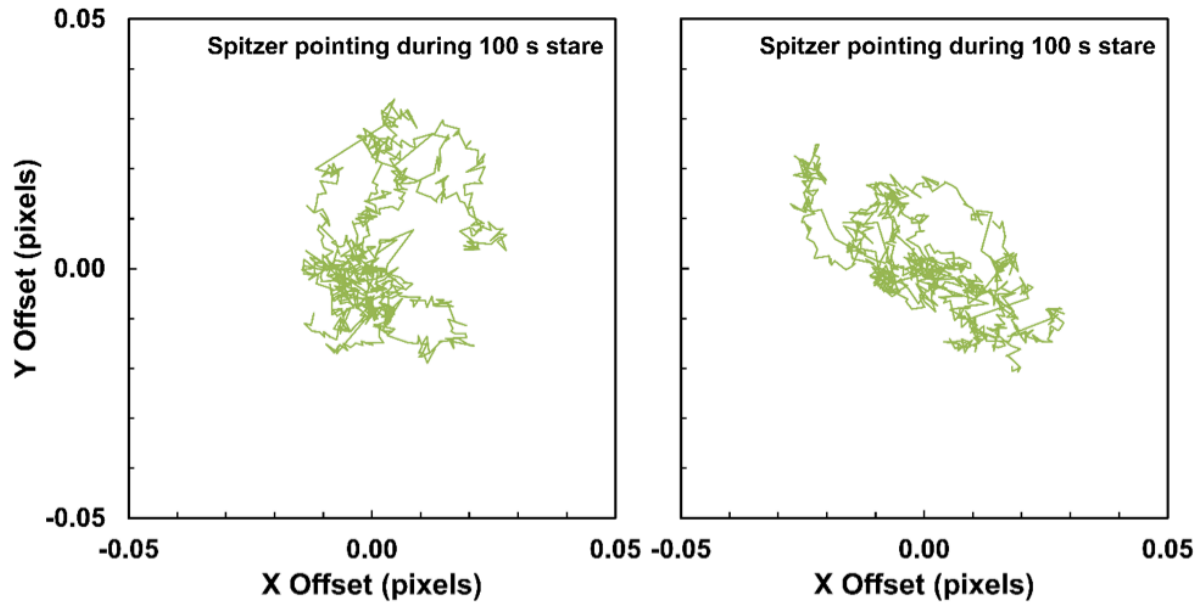 0.05
Spitzer pointing during 100 s stare
Spitzer pointing during 100 s stare
Y Offset (pixels)
0.00
-0.05
-0.05
0.00
0.05
-0.05
0.00
0.05
X Offset (pixels)
X Offset (pixels)